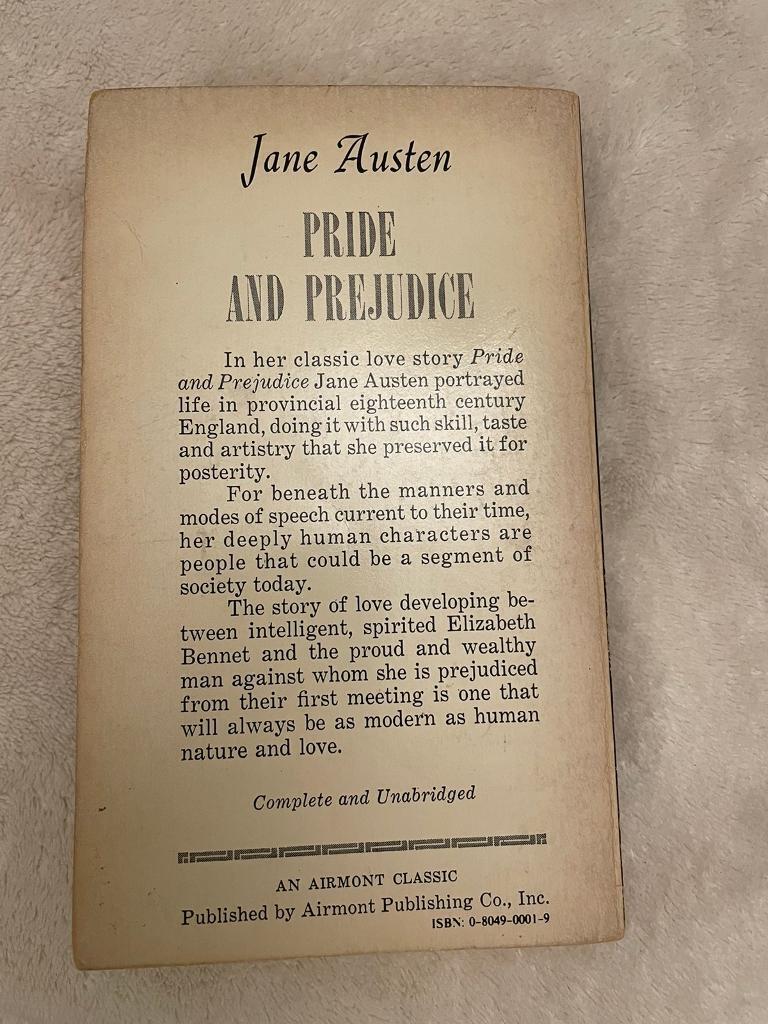 Jane Austen
PRIDE
AND PREJUDICE
In her classic love story Pride
and Prejudice Jane Austen portrayed
life in provincial eighteenth century
England, doing it with such skill, taste
and artistry that she preserved it for
posterity.
For beneath the manners and
modes of speech current to their time,
her deeply human characters are
people that could be a segment of
society today.
The story of love developing be-
tween intelligent, spirited Elizabeth
Bennet and the proud and wealthy
man against whom she is prejudiced
from their first meeting is one that
will always be as modern as human
nature and love.
Complete and Unabridged
AN AIRMONT CLASSIC
Published by Airmont Publishing Co., Inc.
ISBN: 0-8049-0001-9